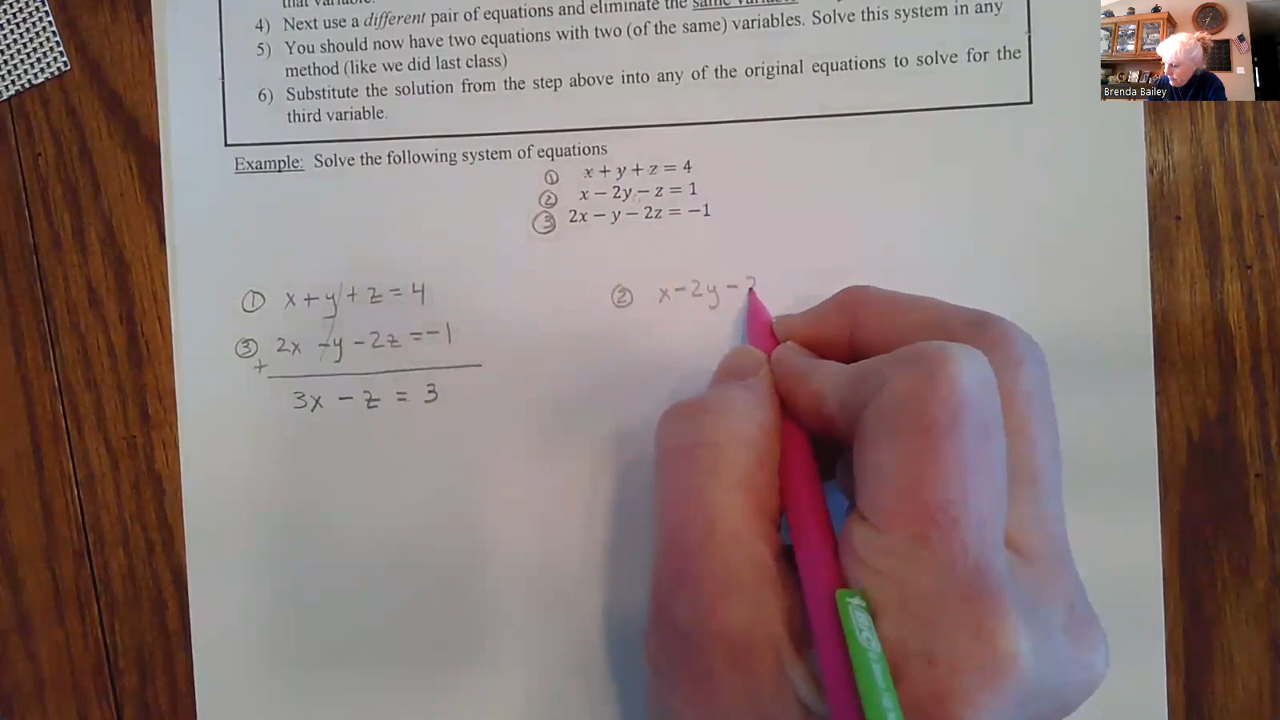 that variable.
4) Next use a different pair of equations and eliminate the same variable
5) You should now have two equations with two (of the same) variables. Solve this system in any
method (like we did last class)
6) Substitute the solution from the step above into any of the original equations to solve for the
third variable.
Example: Solve the following system of equations
① x + y + z = 4
② x − 2y − z = 1
③ 2x − y − 2z = −1
① x + y + z = 4
③ 2x − y − 2z = −1
+
3x − z = 3
② x − 2y −
Brenda Bailey